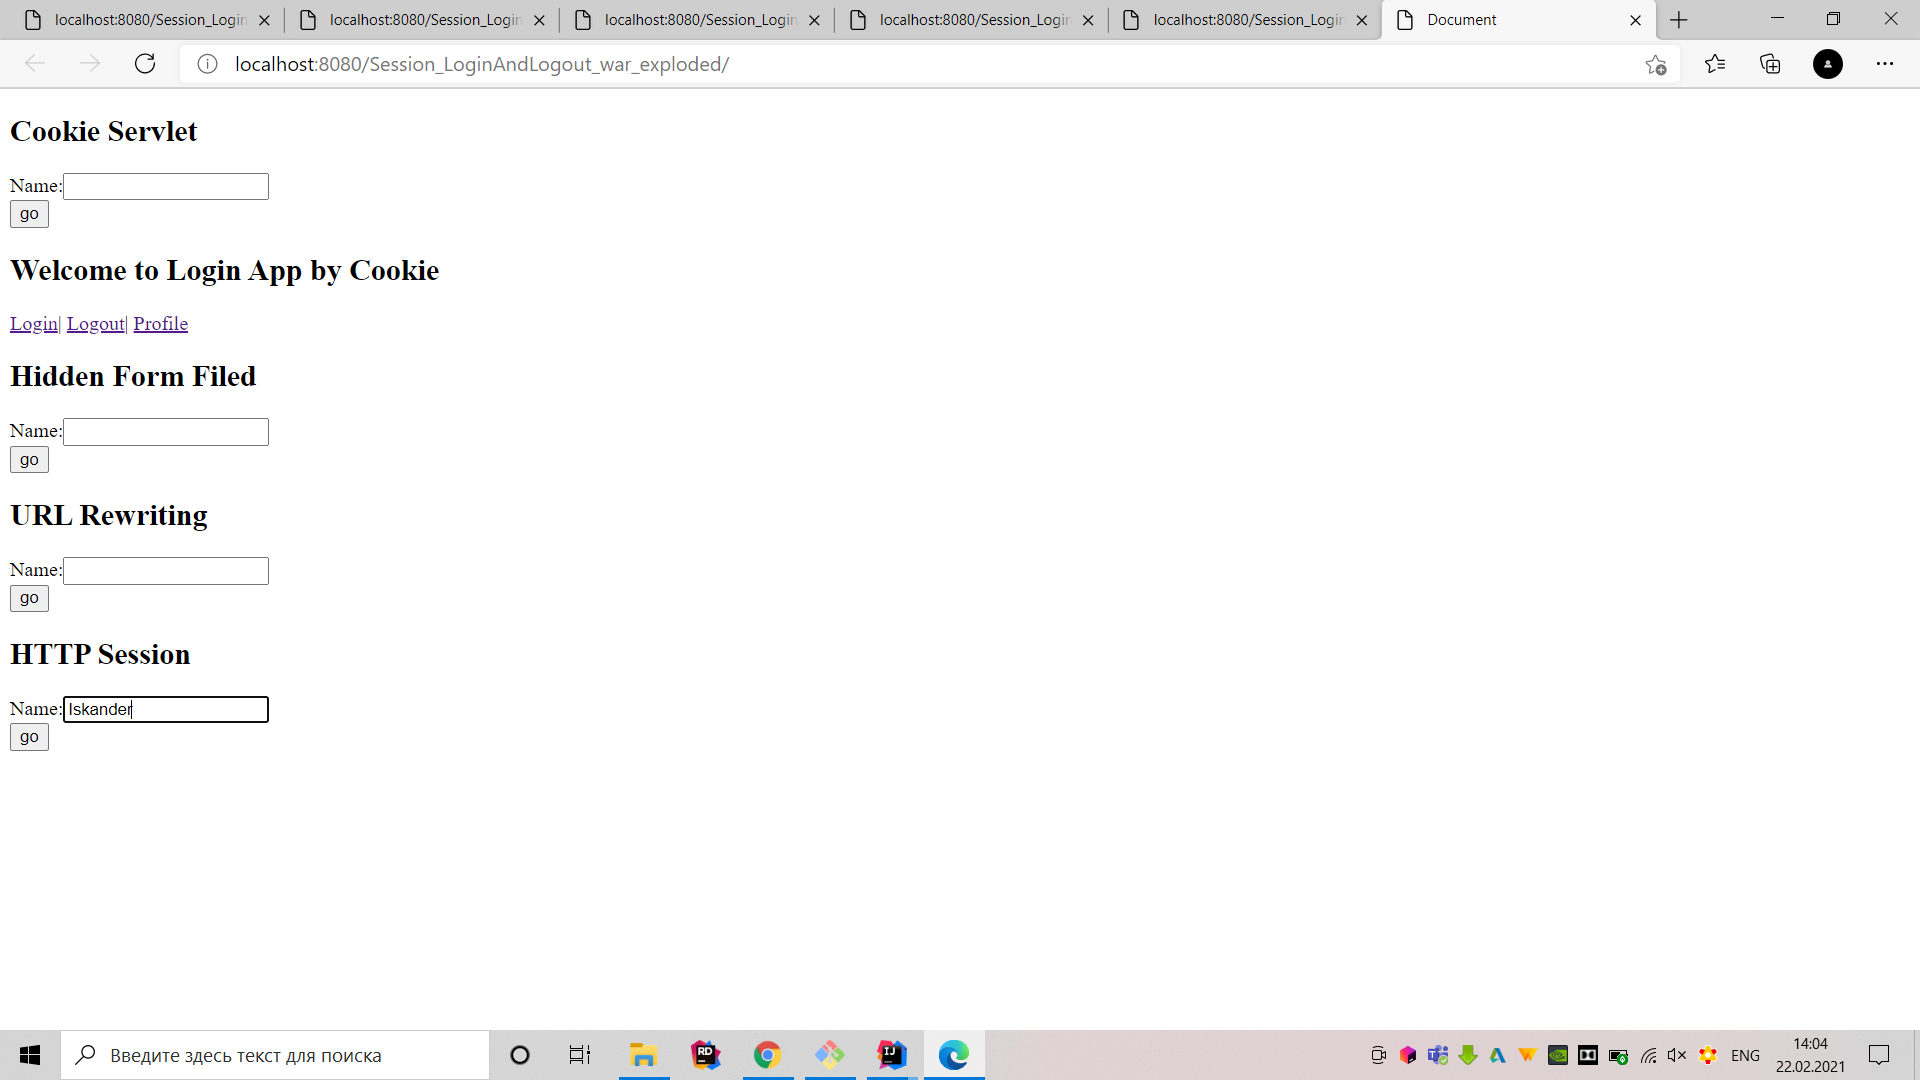 localhost:8080/Session_Login
localhost:8080/Session_Login
localhost:8080/Session_Login
localhost:8080/Session_Login
localhost:8080/Session_Login
Document
localhost:8080/Session_LoginAndLogout_war_exploded/
Cookie Servlet
Name:
go
Welcome to Login App by Cookie
Login| Logout| Profile
Hidden Form Filed
Name:
go
URL Rewriting
Name:
go
HTTP Session
Name: Iskander
go
Введите здесь текст для поиска
RD
IJ
ENG
14:04
22.02.2021